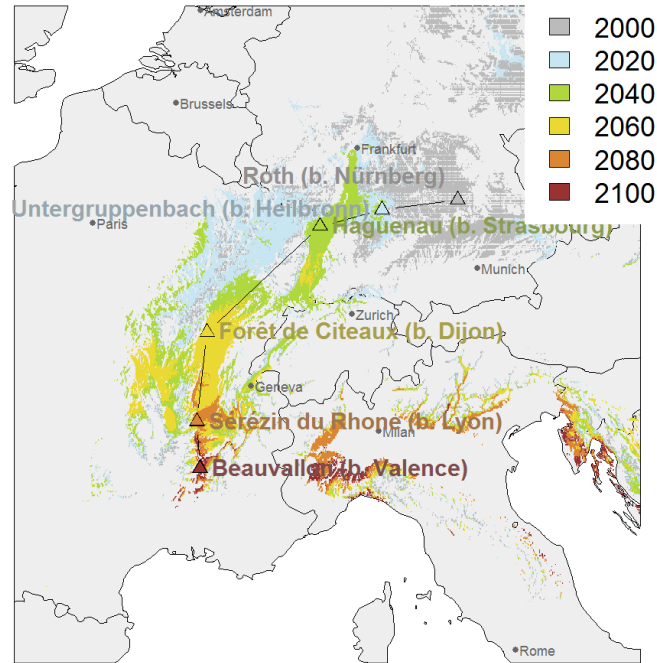 Amsterdam
2000
2020
2040
2060
2080
2100
Brussels
Frankfurt
Roth (b. Nürnberg)
Untergruppenbach (b. Heilbronn)
Paris
Haguenau (b. Strasbourg)
Munich
Zurich
Forêt de Citeaux (b. Dijon)
Geneva
Sérézin du Rhone (b. Lyon)
Milan
Beauvallon (b. Valence)
Rome